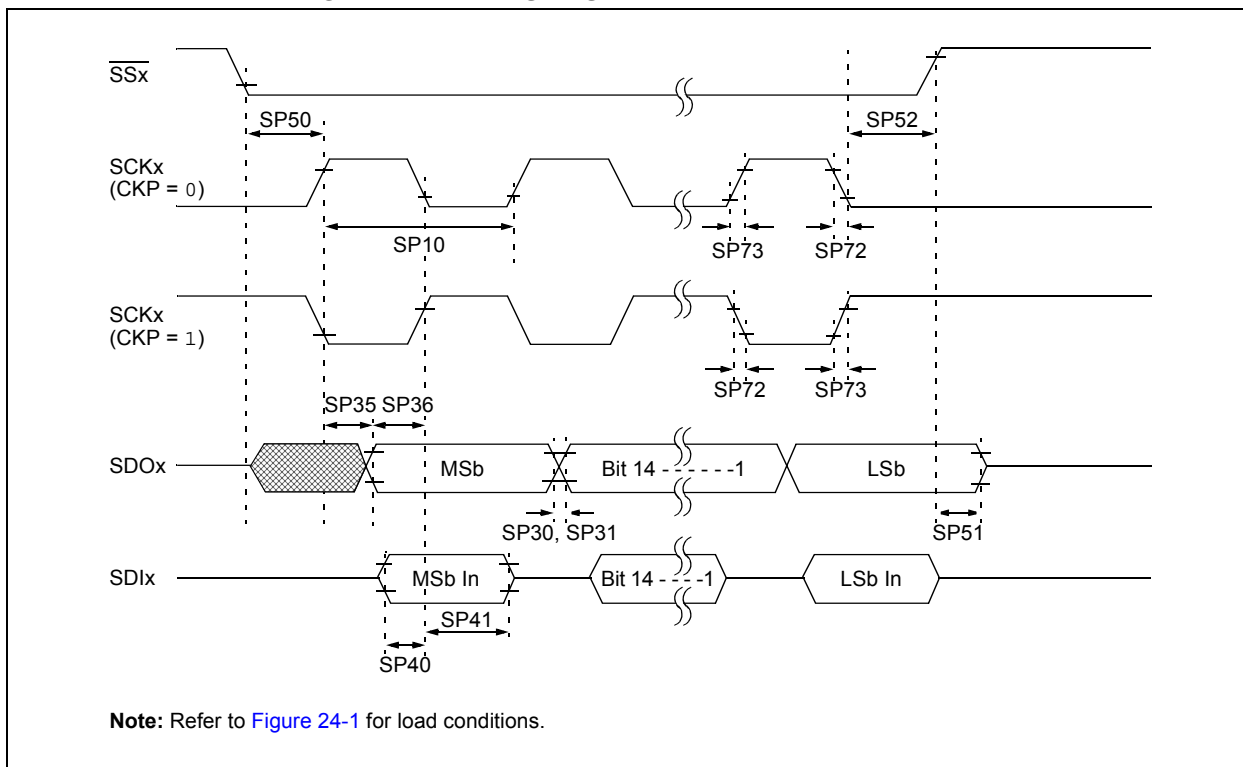 SSx
SP50
SP52
SCKx
(CKP = 0)
SP10
SP73
SP72
SCKx
(CKP = 1)
SP72
SP73
SP35
SP36
SDOx
MSb
Bit 14 - - - - - - -1
LSb
SP30, SP31
SP51
SDIx
MSb In
Bit 14 - - - - -1
LSb In
SP41
SP40
Note: Refer to Figure 24-1 for load conditions.